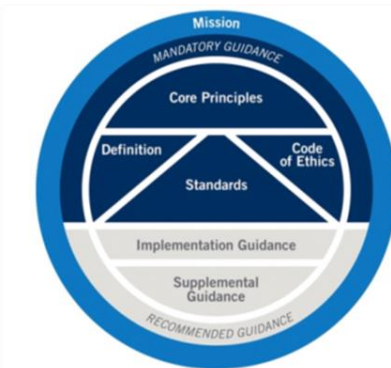 Mission
MANDATORY GUIDANCE
Core Principles
Definition
Code
of Ethics
Standards
Implementation Guidance
Supplemental
Guidance
RECOMMENDED GUIDANCE